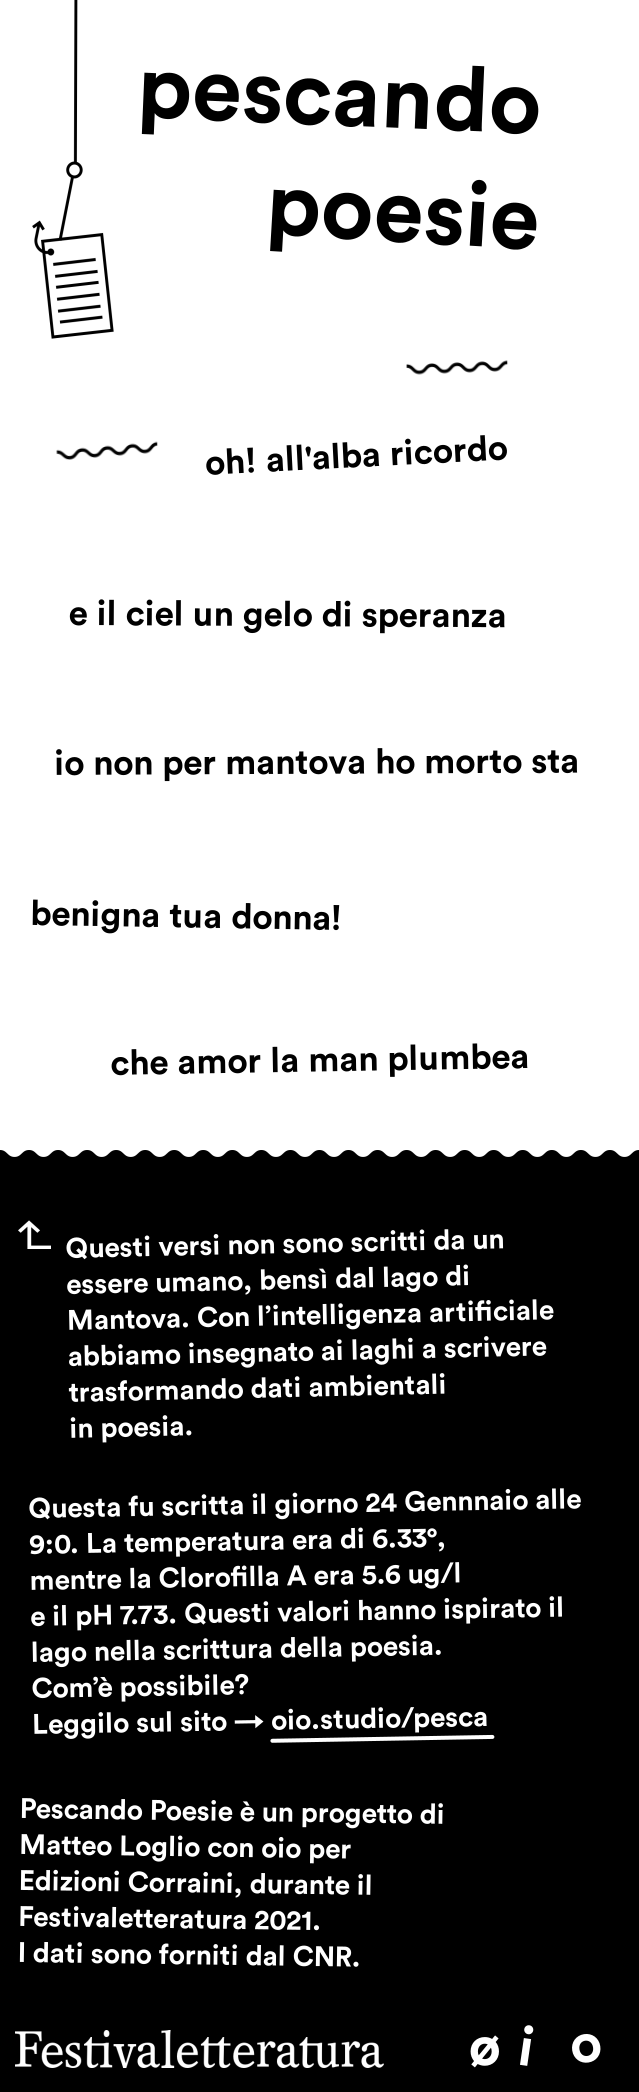 pescando
poesie
oh! all'alba ricordo
e il ciel un gelo di speranza
io non per mantova ho morto sta
benigna tua donna!
che amor la man plumbea
Questi versi non sono scritti da un
essere umano, bensì dal lago di
Mantova. Con l’intelligenza artificiale
abbiamo insegnato ai laghi a scrivere
trasformando dati ambientali
in poesia.
Questa fu scritta il giorno 24 Gennnaio alle
9:0. La temperatura era di 6.33°,
mentre la Clorofilla A era 5.6 ug/l
e il pH 7.73. Questi valori hanno ispirato il
lago nella scrittura della poesia.
Com’è possibile?
Leggilo sul sito → oio.studio/pesca
Pescando Poesie è un progetto di
Matteo Loglio con oio per
Edizioni Corraini, durante il
Festivaletteratura 2021.
I dati sono forniti dal CNR.
Festivaletteratura øio